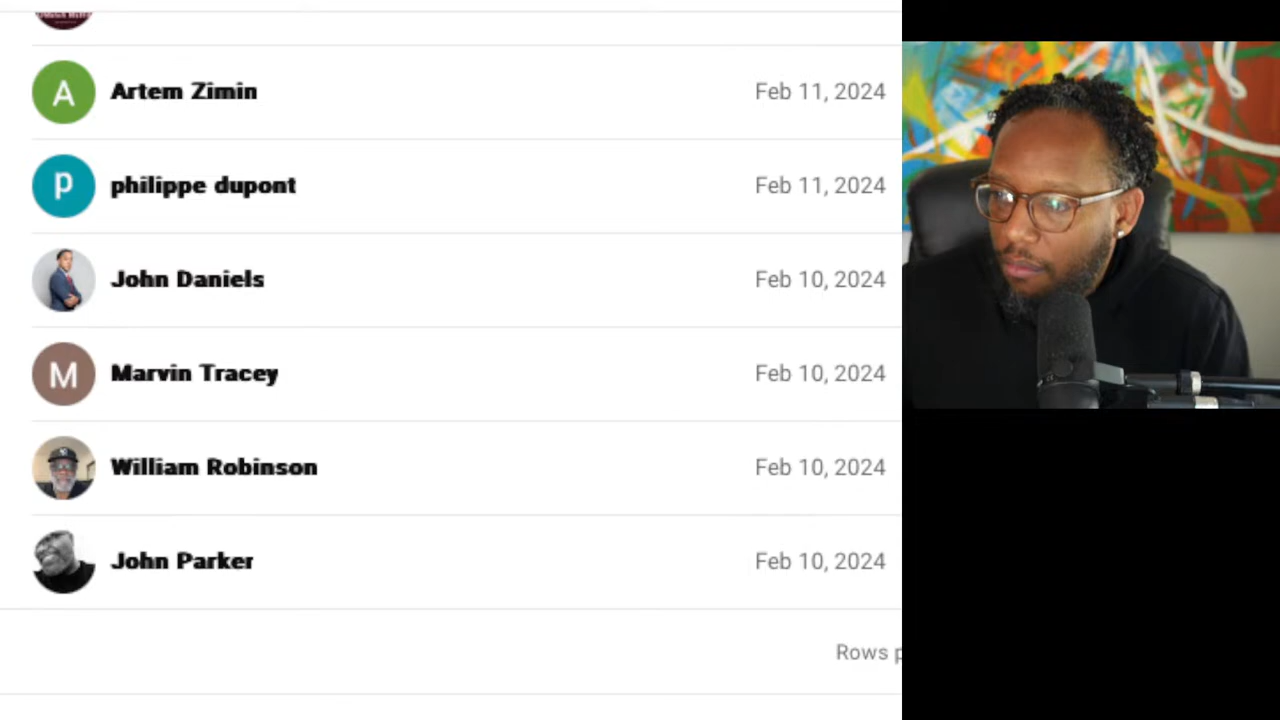 A Artem Zimin Feb 11, 2024
p philippe dupont Feb 11, 2024
John Daniels Feb 10, 2024
M Marvin Tracey Feb 10, 2024
William Robinson Feb 10, 2024
John Parker Feb 10, 2024
Rows p